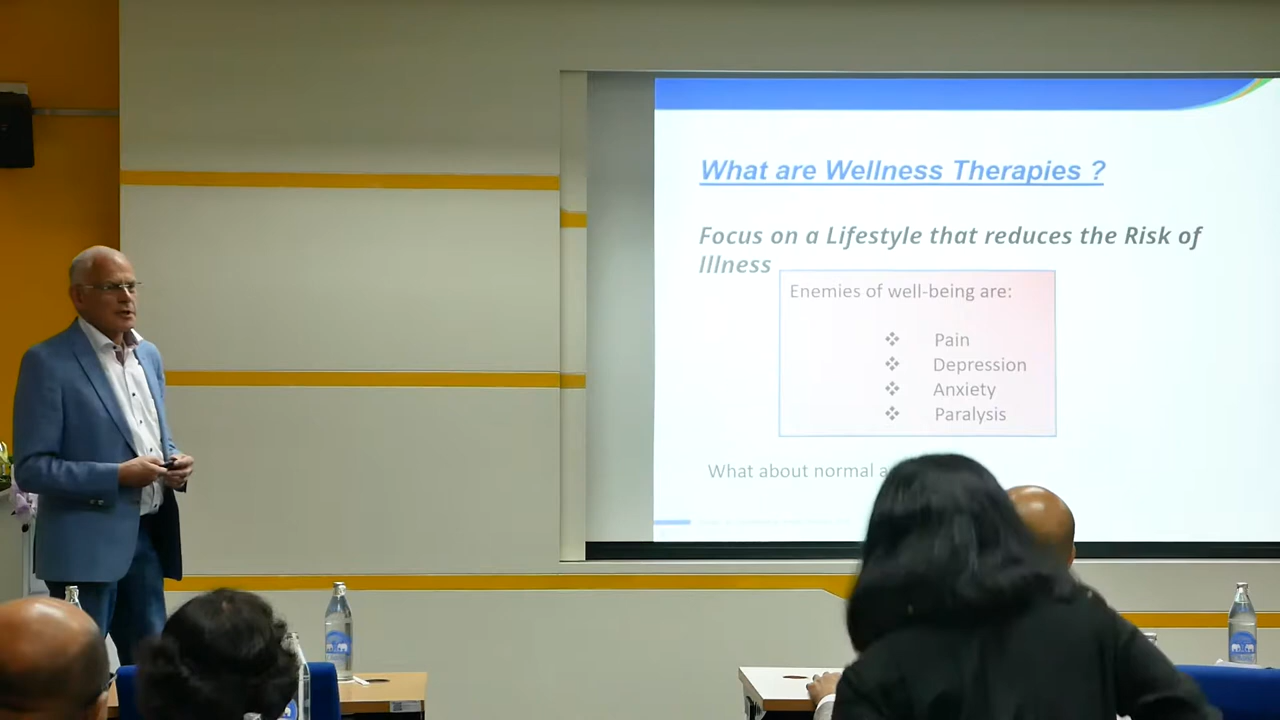 What are Wellness Therapies ?
Focus on a Lifestyle that reduces the Risk of
Illness
Enemies of well-being are:
❖ Pain
❖ Depression
❖ Anxiety
❖ Paralysis
What about normal